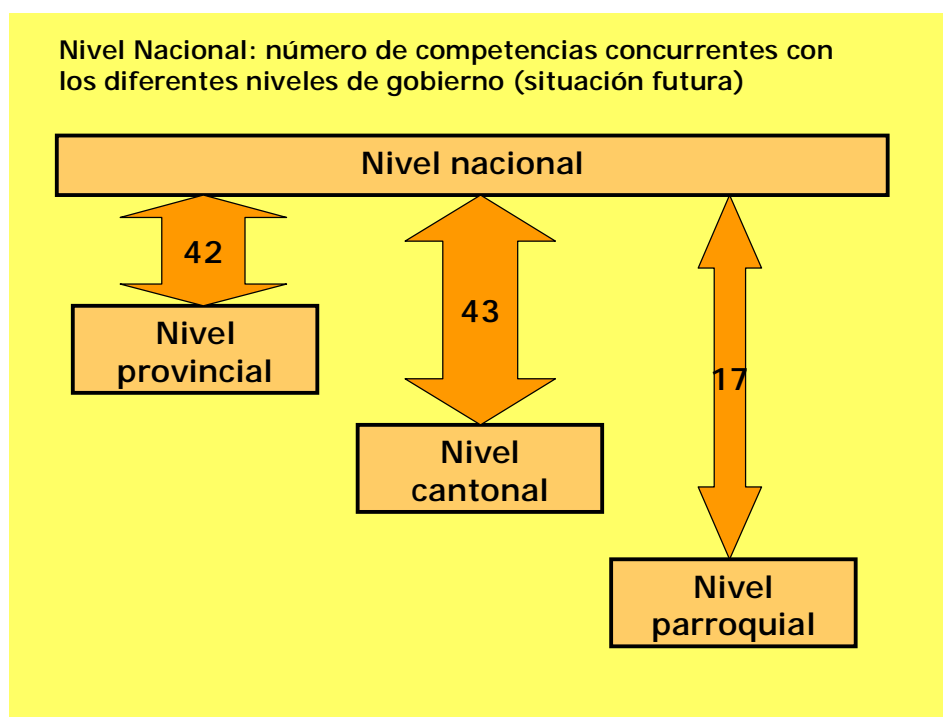 Nivel Nacional: número de competencias concurrentes con
los diferentes niveles de gobierno (situación futura)
Nivel nacional
42
Nivel
provincial
43
Nivel
cantonal
17
Nivel
parroquial